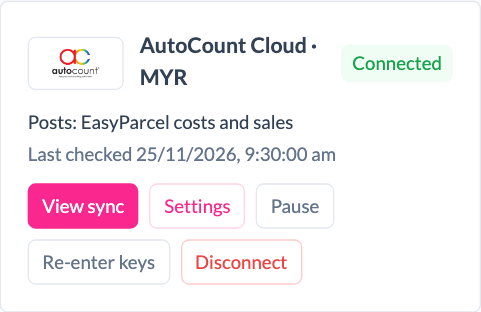 autocount
AutoCount Cloud ·
MYR
Connected
Posts: EasyParcel costs and sales
Last checked 25/11/2026, 9:30:00 am
View sync
Settings
Pause
Re-enter keys
Disconnect